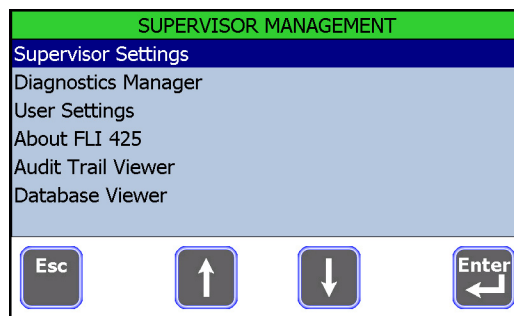 SUPERVISOR MANAGEMENT
Supervisor Settings
Diagnostics Manager
User Settings
About FLI 425
Audit Trail Viewer
Database Viewer
Esc
Enter